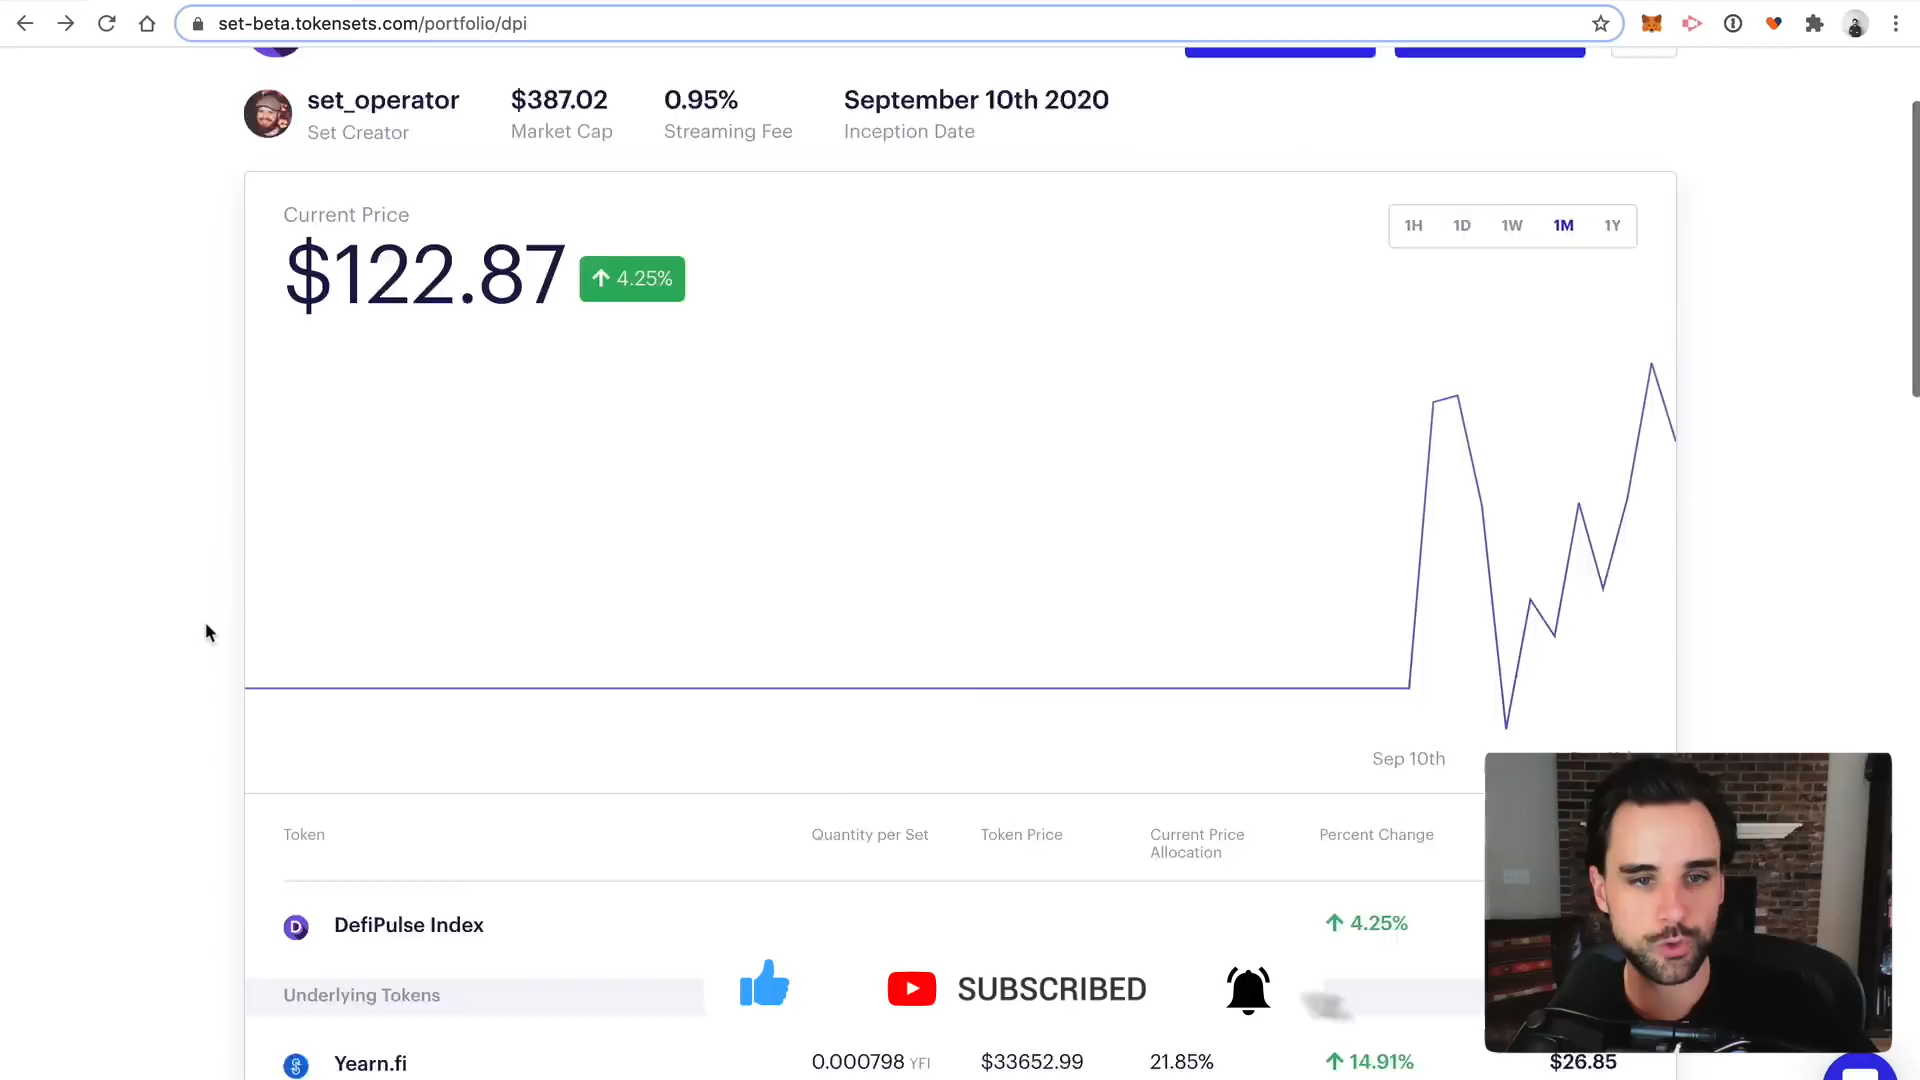 set-beta.tokensets.com/portfolio/dpi
set_operator
Set Creator
$387.02
Market Cap
0.95%
Streaming Fee
September 10th 2020
Inception Date
Current Price
$122.87
4.25%
1H 1D 1W 1M 1Y
Sep 10th
Token
Quantity per Set
Token Price
Current Price
Allocation
Percent Change
DefiPulse Index
4.25%
Underlying Tokens
SUBSCRIBED
Yearn.fi
0.000798 YFI
$33652.99
21.85%
14.91%
$26.85